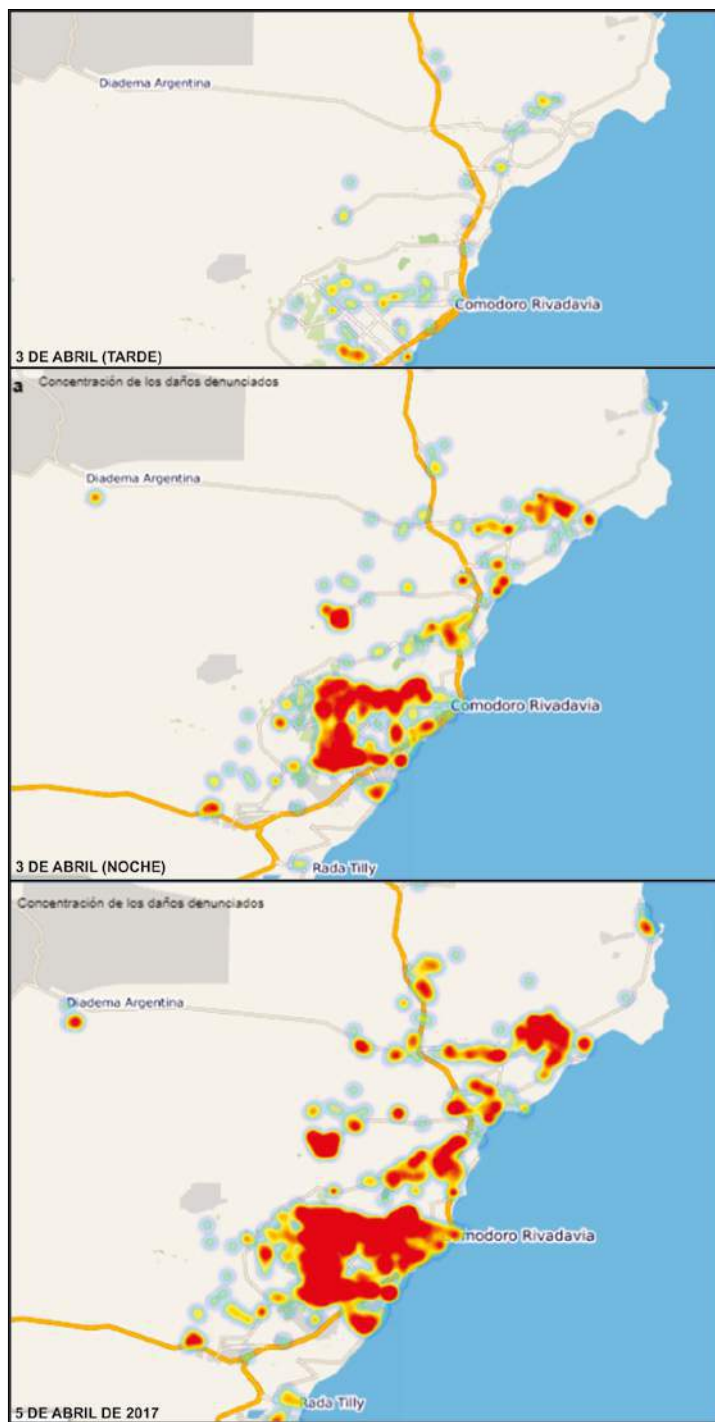 Diadema Argentina
Comodoro Rivadavia
3 DE ABRIL (TARDE)
a Concentración de los daños denunciados
Diadema Argentina
Comodoro Rivadavia
3 DE ABRIL (NOCHE)
Rada Tilly
Concentración de los daños denunciados
Diadema Argentina
modoro Rivadavia
Rada Tilly
5 DE ABRIL DE 2017